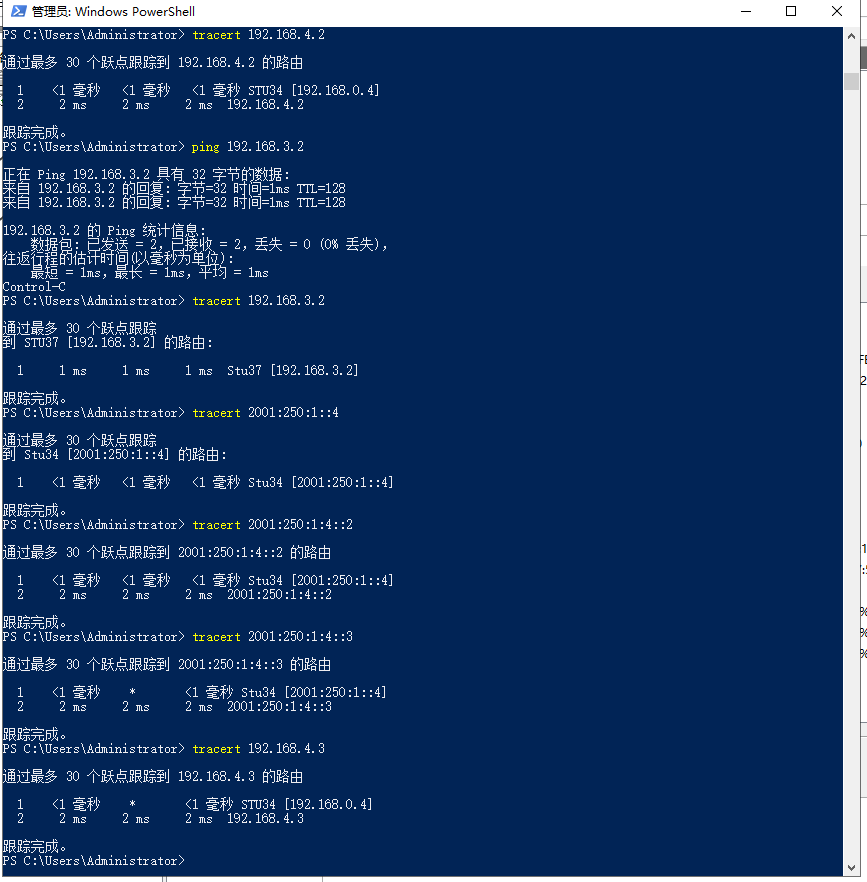 管理员: Windows PowerShell
PS C:\Users\Administrator> tracert 192.168.4.2
通过最多 30 个跃点跟踪到 192.168.4.2 的路由
1 <1 毫秒 <1 毫秒 <1 毫秒 STU34 [192.168.0.4]
2 2 ms 2 ms 2 ms 192.168.4.2
跟踪完成。
PS C:\Users\Administrator> ping 192.168.3.2
正在 Ping 192.168.3.2 具有 32 字节的数据:
来自 192.168.3.2 的回复: 字节=32 时间=1ms TTL=128
来自 192.168.3.2 的回复: 字节=32 时间=1ms TTL=128
192.168.3.2 的 Ping 统计信息:
数据包: 已发送 = 2，已接收 = 2，丢失 = 0 (0% 丢失)，
往返行程的估计时间(以毫秒为单位):
最短 = 1ms，最长 = 1ms，平均 = 1ms
Control-C
PS C:\Users\Administrator> tracert 192.168.3.2
通过最多 30 个跃点跟踪
到 STU37 [192.168.3.2] 的路由:
1 1 ms 1 ms 1 ms Stu37 [192.168.3.2]
跟踪完成。
PS C:\Users\Administrator> tracert 2001:250:1::4
通过最多 30 个跃点跟踪
到 Stu34 [2001:250:1::4] 的路由:
1 <1 毫秒 <1 毫秒 <1 毫秒 Stu34 [2001:250:1::4]
跟踪完成。
PS C:\Users\Administrator> tracert 2001:250:1:4::2
通过最多 30 个跃点跟踪到 2001:250:1:4::2 的路由
1 <1 毫秒 <1 毫秒 <1 毫秒 Stu34 [2001:250:1::4]
2 2 ms 2 ms 2 ms 2001:250:1:4::2
跟踪完成。
PS C:\Users\Administrator> tracert 2001:250:1:4::3
通过最多 30 个跃点跟踪到 2001:250:1:4::3 的路由
1 <1 毫秒 * <1 毫秒 Stu34 [2001:250:1::4]
2 2 ms 2 ms 2 ms 2001:250:1:4::3
跟踪完成。
PS C:\Users\Administrator> tracert 192.168.4.3
通过最多 30 个跃点跟踪到 192.168.4.3 的路由
1 <1 毫秒 * <1 毫秒 STU34 [192.168.0.4]
2 2 ms 2 ms 2 ms 192.168.4.3
跟踪完成。
PS C:\Users\Administrator>